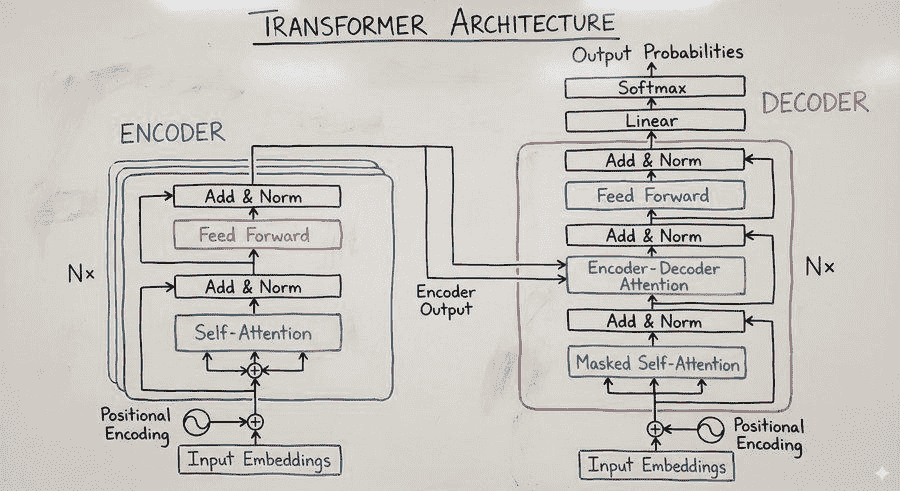 TRANSFORMER ARCHITECTURE
ENCODER
Nx
Add & Norm
Feed Forward
Add & Norm
Self-Attention
Positional
Encoding
Input Embeddings
Encoder
Output
DECODER
Output Probabilities
Softmax
Linear
Add & Norm
Feed Forward
Add & Norm
Encoder-Decoder
Attention
Add & Norm
Masked Self-Attention
Nx
Positional
Encoding
Input Embeddings